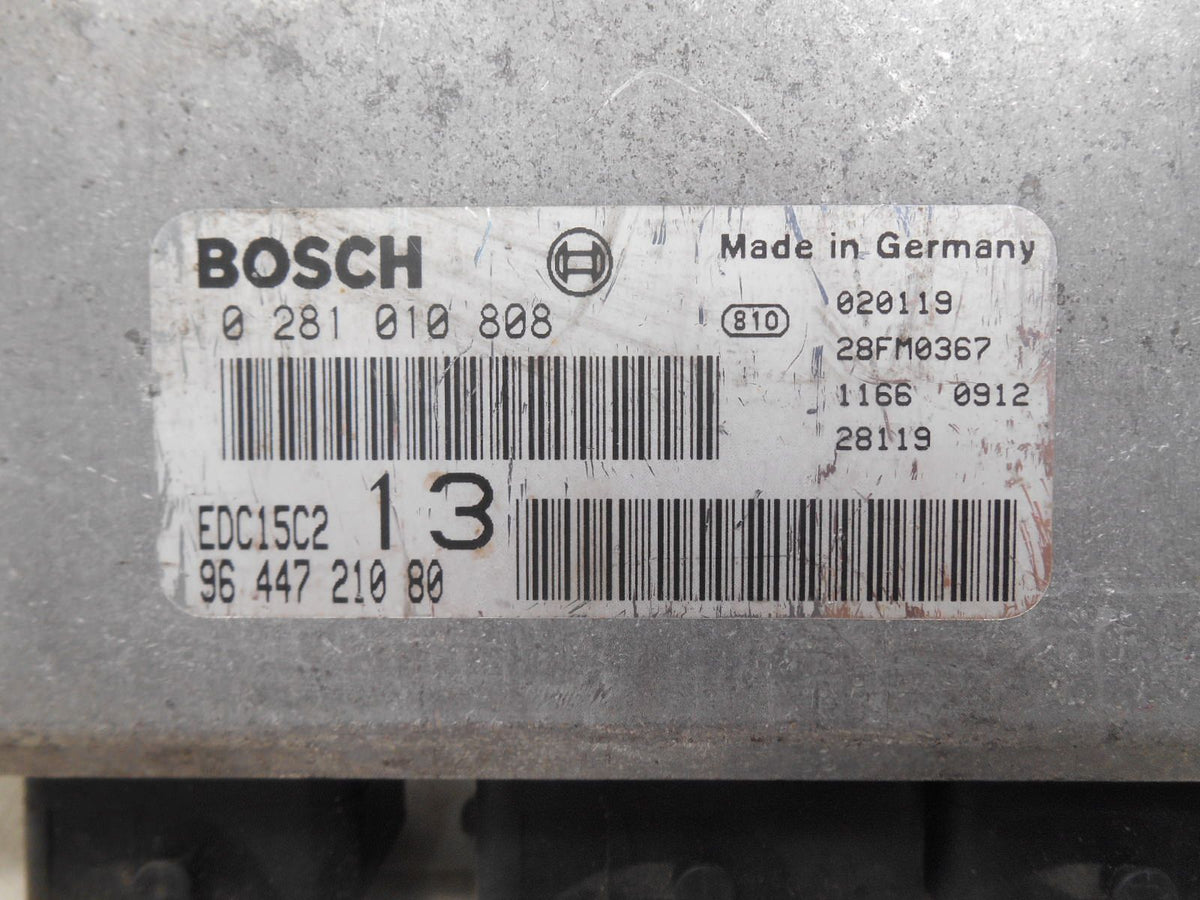 BOSCH
Made in Germany
0 281 010 808
810
020119
28FM0367
1166 0912
28119
EDC15C2 13
96 447 210 80